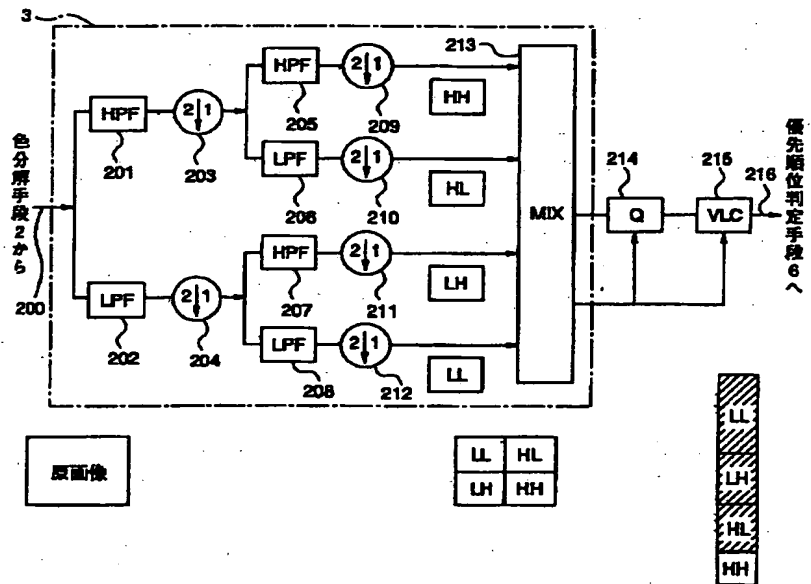 3
色分解手段2から
200
HPF
201
2↓1
203
HPF
205
2↓1
209
HH
LPF
206
2↓1
210
HL
LPF
202
2↓1
204
HPF
207
2↓1
211
LH
LPF
208
2↓1
212
LL
213
MIX
214
Q
215
VLC
216
優先順位判定手段6へ
原画像
LL HL
LH HH
LL
LH
HL
HH